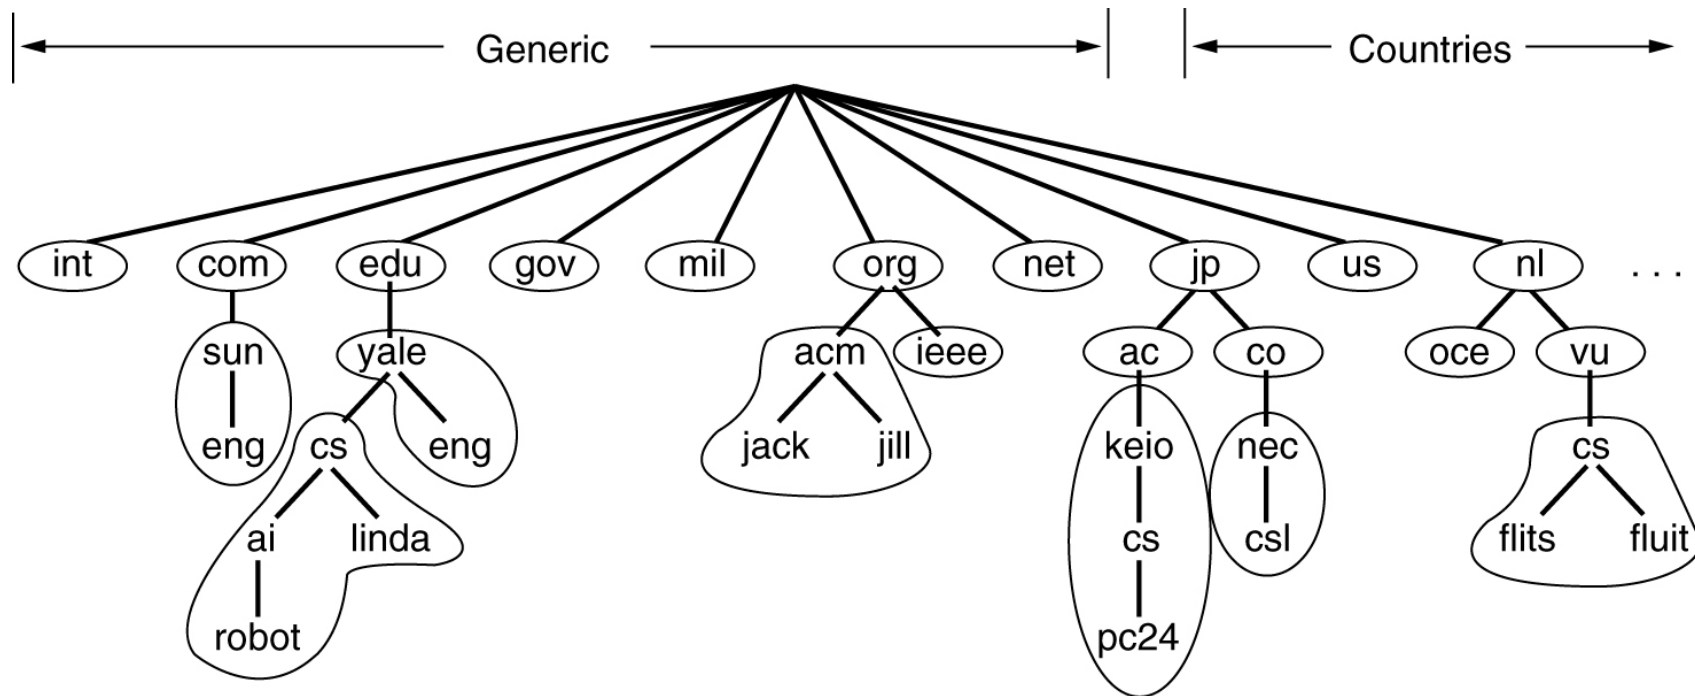 Generic Countries
int com edu gov mil org net jp us nl . . .
sun yale acm ieee ac co oce vu
eng cs eng jack jill keio nec cs
ai linda cs csl flits fluit
robot pc24